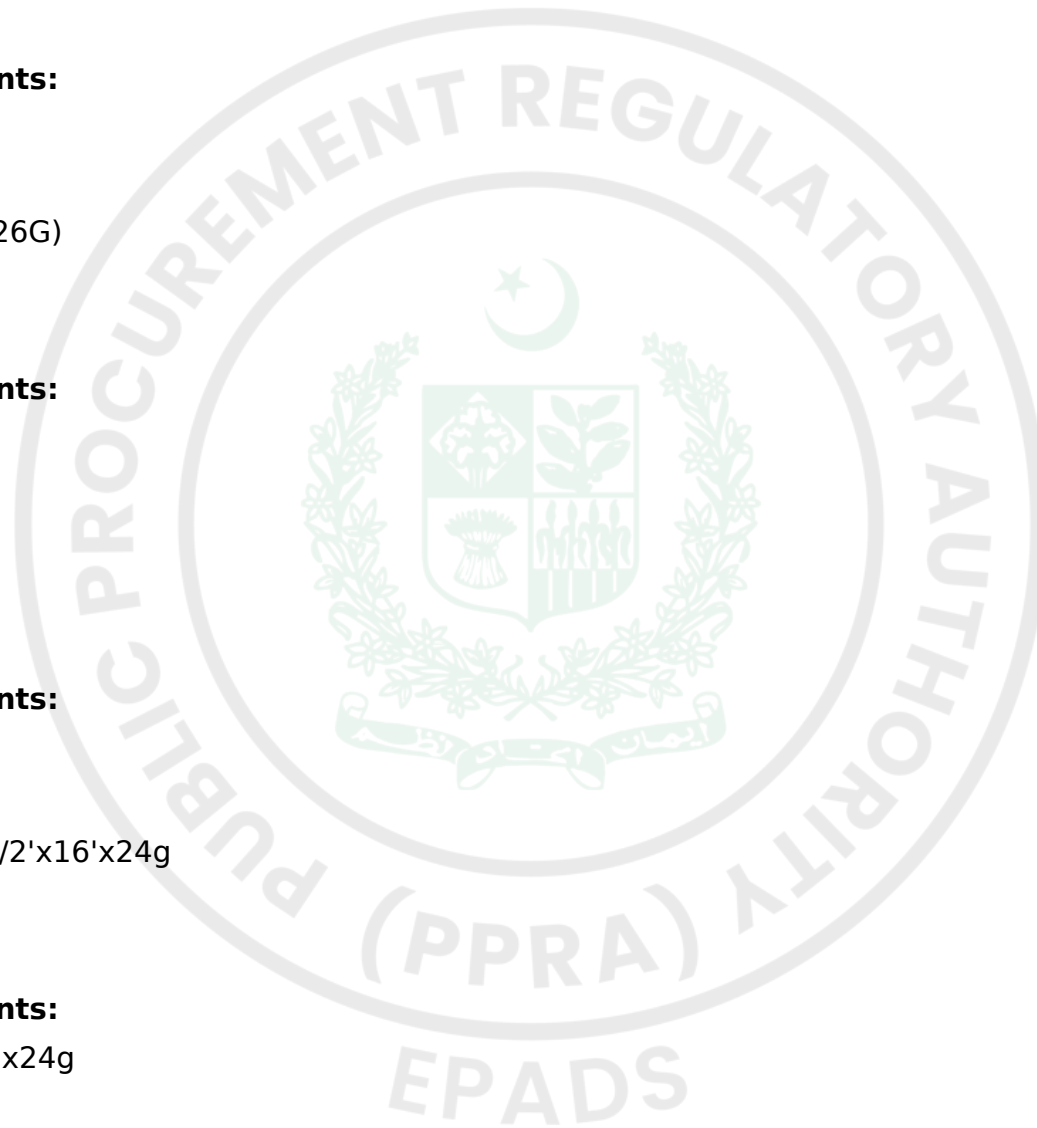 nts:
26G)
nts:
nts:
/2'x16'x24g
nts:
x24g
PUBLIC PROCUREMENT REGULATORY AUTHORITY
(PPRA)
EPADS